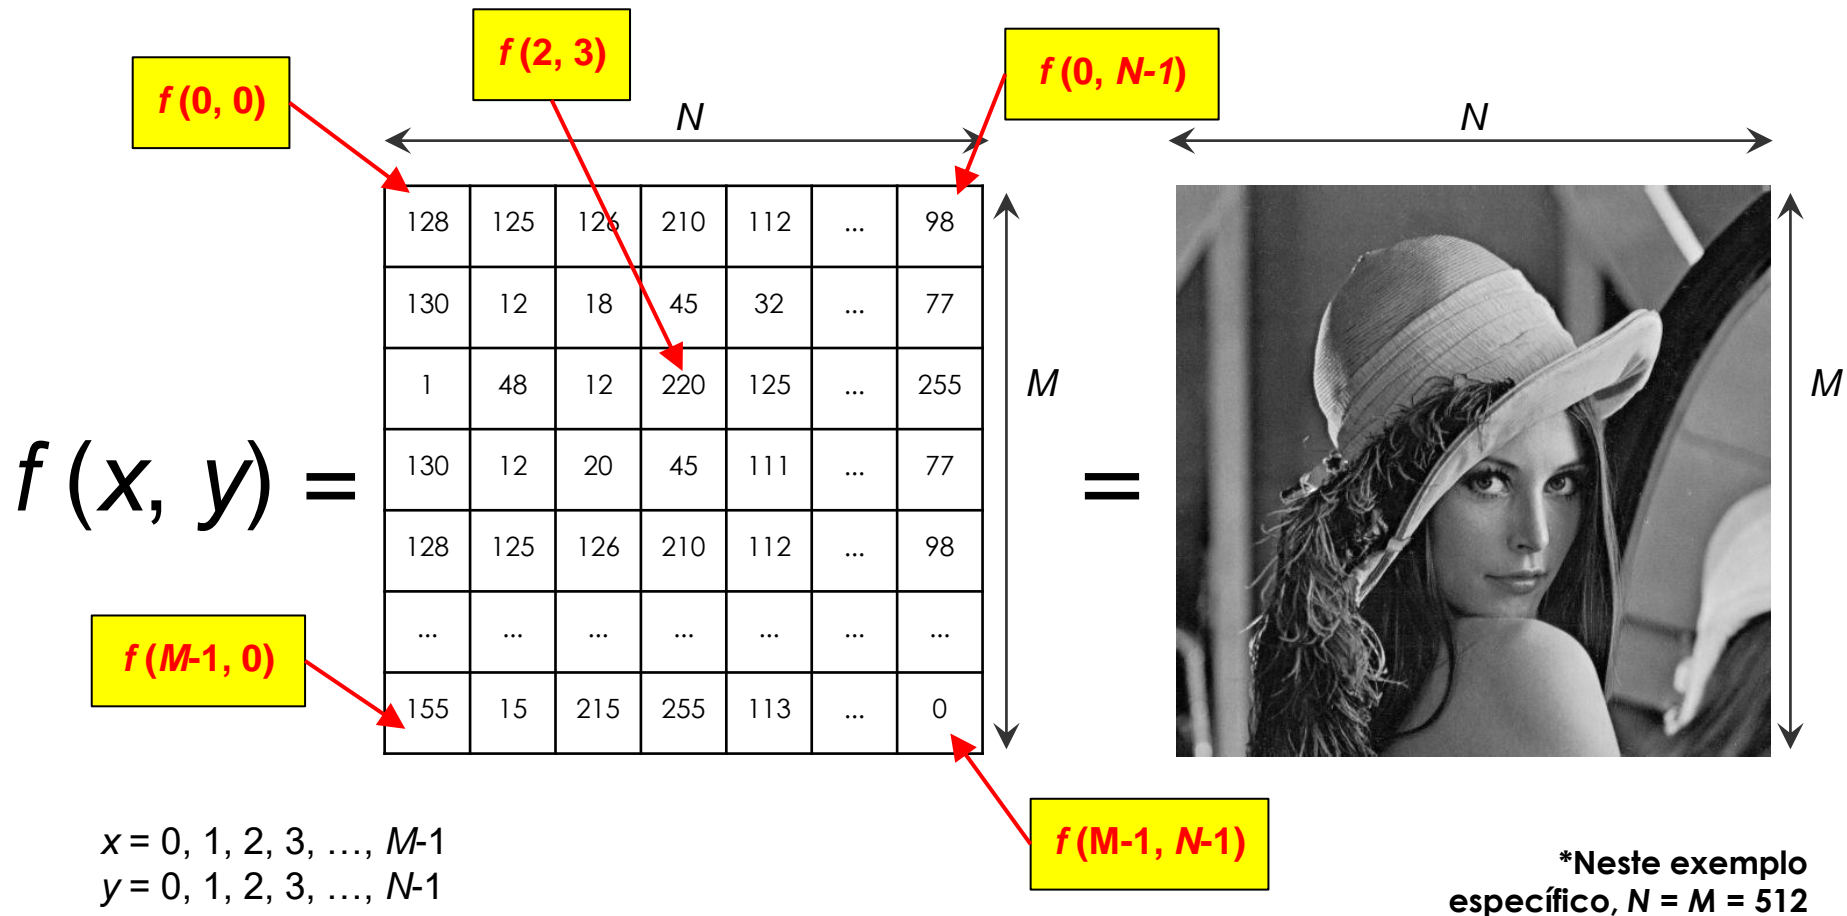 f (0, 0)
f (2, 3)
f (0, N-1)
N
N
128 125 126 210 112 ... 98
130 12 18 45 32 ... 77
1 48 12 220 125 ... 255
M
M
f (x, y) =
130 12 20 45 111 ... 77
=
128 125 126 210 112 ... 98
... ... ... ... ... ... ...
f (M-1, 0)
155 15 215 255 113 ... 0
f (M-1, N-1)
x = 0, 1, 2, 3, …, M-1
y = 0, 1, 2, 3, …, N-1
*Neste exemplo
específico, N = M = 512